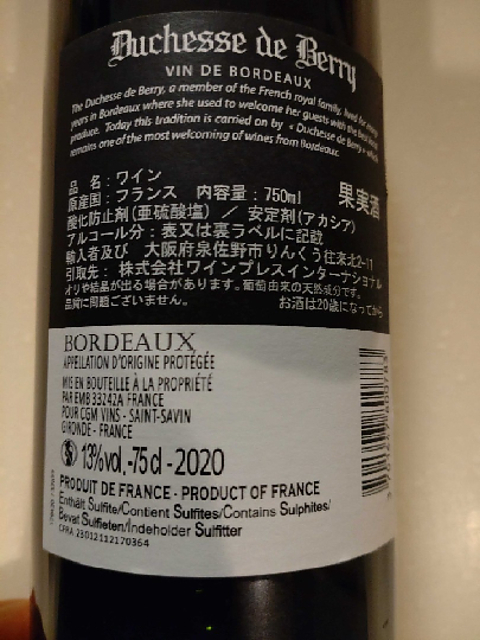 Duchesse de Berry
VIN DE BORDEAUX
The Duchesse de Berry, a member of the French royal family, lived for many
years in Bordeaux where she used to welcome her guests with the best local
produce. Today this tradition is carried on by « Duchesse de Berry » which
remains one of the most welcoming of wines from Bordeaux.
品 名:ワイン
原産国:フランス 内容量:750ml
果実酒
酸化防止剤(亜硫酸塩) / 安定剤(アカシア)
アルコール分:表又は裏ラベルに記載
輸入者及び 大阪府泉佐野市りんくう往来北2-11
引取先: 株式会社ワインプレスインターナショナル
オリや結晶が出る場合があります。葡萄由来の天然成分です。
品質に問題ございません。 お酒は20歳になってから
BORDEAUX
APPELLATION D'ORIGINE PROTÉGÉE
MIS EN BOUTEILLE À LA PROPRIÉTÉ
PAR EMB 33242A FRANCE
POUR CGM VINS - SAINT-SAVIN
GIRONDE - FRANCE
13%vol.-75cl - 2020
PRODUIT DE FRANCE - PRODUCT OF FRANCE
Enthält Sulfite/Contient Sulfites/Contains Sulphites/
Bevat Sulfieten/Indeholder Sulfitter
CPRA 23012112170364